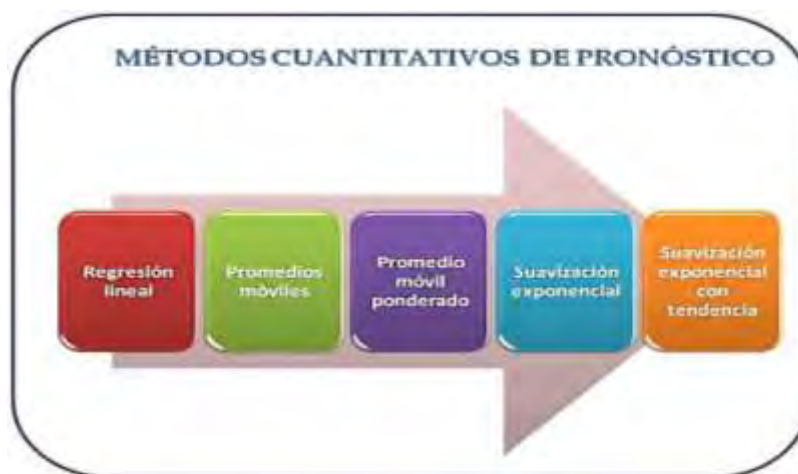 MÉTODOS CUANTITATIVOS DE PRONÓSTICO
Regresión
lineal
Promedios
móviles
Promedio
móvil
ponderado
Suavización
exponencial
Suavización
exponencial
con
tendencia